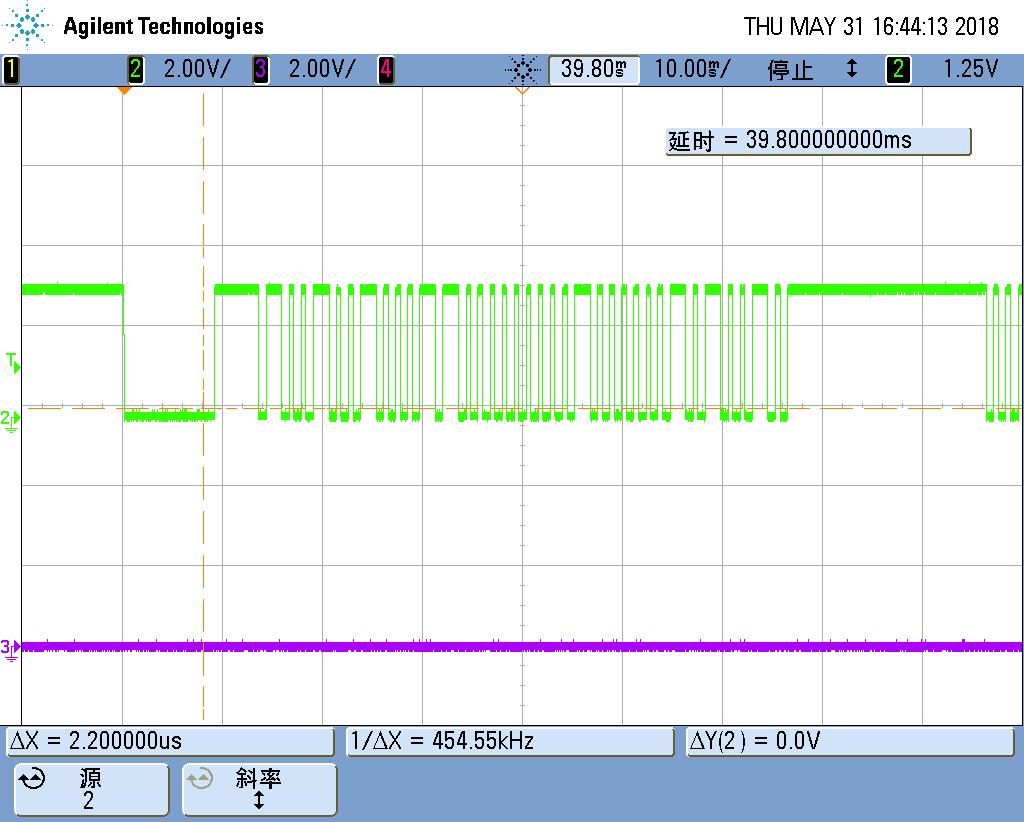 Agilent Technologies
THU MAY 31 16:44:13 2018
1 2 2.00V/ 3 2.00V/ 4 39.80ms 10.00ms/ 停止 ↕ 2 1.25V
延时 = 39.800000000ms
T
2
3
ΔX = 2.200000us
1/ΔX = 454.55kHz
ΔY(2) = 0.0V
源
2
斜率
↕